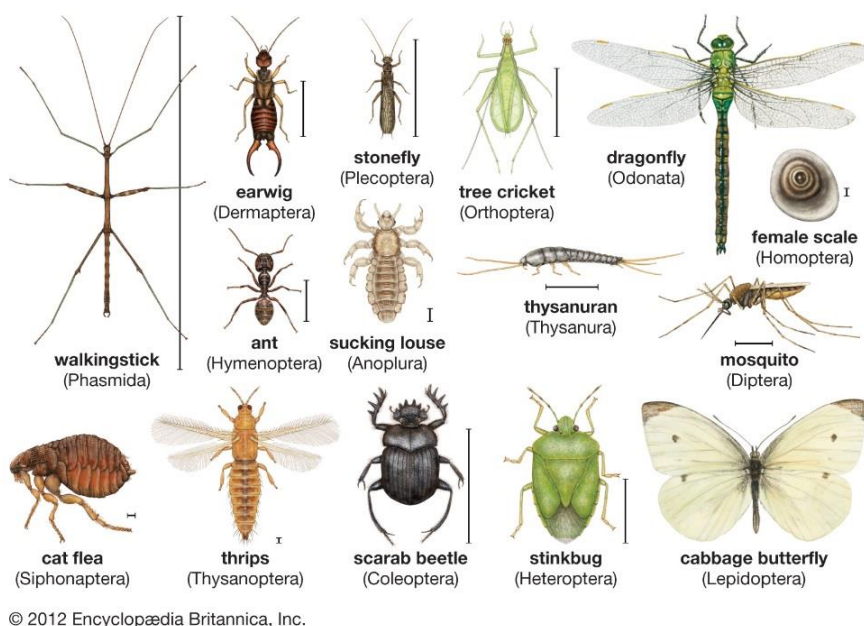 earwig
(Dermaptera)
stonefly
(Plecoptera)
tree cricket
(Orthoptera)
dragonfly
(Odonata)
female scale
(Homoptera)
walkingstick
(Phasmida)
ant
(Hymenoptera)
sucking louse
(Anoplura)
thysanuran
(Thysanura)
mosquito
(Diptera)
cat flea
(Siphonaptera)
thrips
(Thysanoptera)
scarab beetle
(Coleoptera)
stinkbug
(Heteroptera)
cabbage butterfly
(Lepidoptera)
© 2012 Encyclopædia Britannica, Inc.